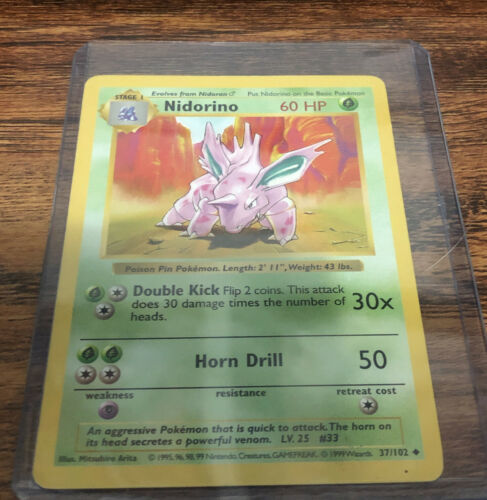 STAGE 1 Evolves from Nidoran♂ Put Nidorino on the Basic Pokémon
Nidorino 60 HP
Poison Pin Pokémon. Length: 2' 11", Weight: 43 lbs.
Double Kick Flip 2 coins. This attack
does 30 damage times the number of
heads.
30x
Horn Drill 50
weakness resistance retreat cost
An aggressive Pokémon that is quick to attack. The horn on
its head secretes a powerful venom. LV. 25 #33
Illus. Mitsuhiro Arita © 1995, 96, 98, 99 Nintendo, Creatures, GAMEFREAK. © 1999 Wizards. 37/102